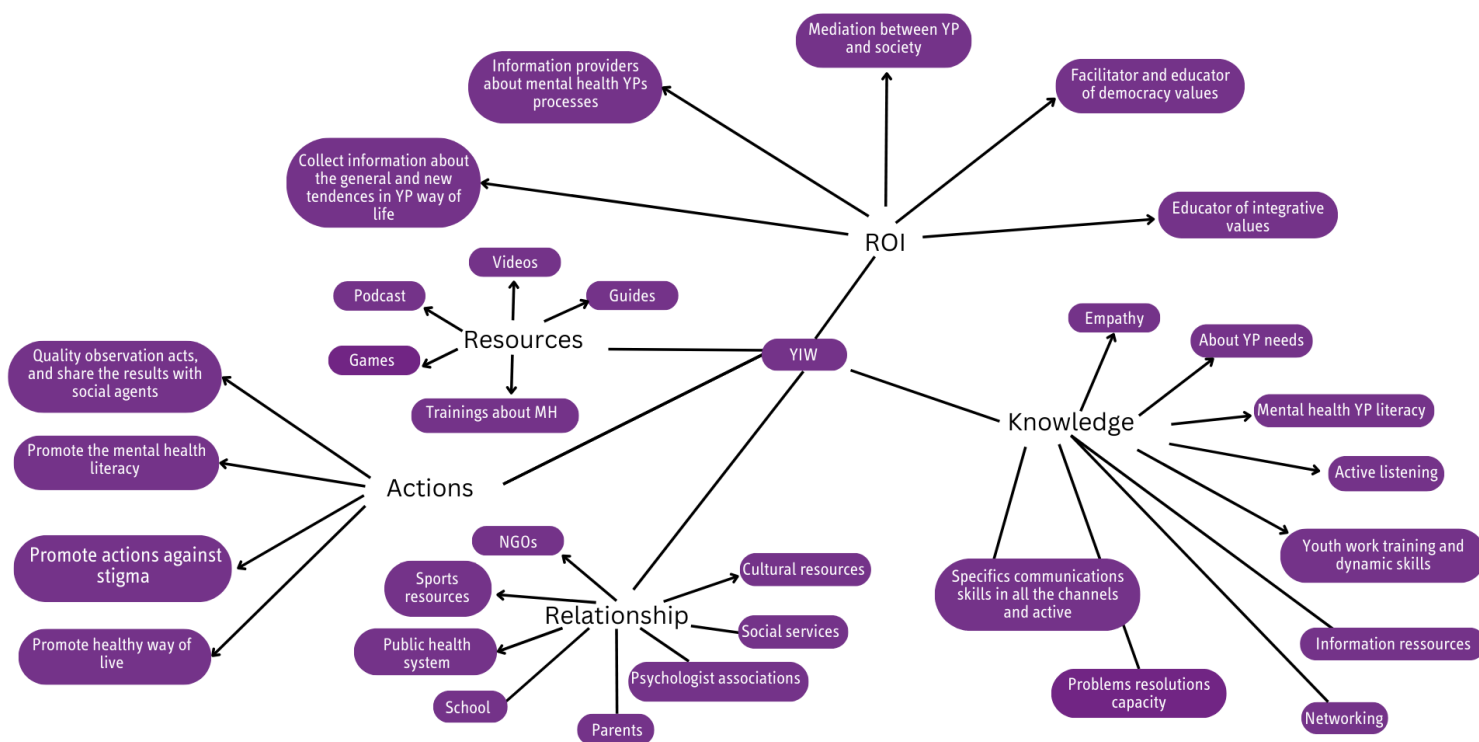 Mediation between YP
and society
Information providers
about mental health YPs
processes
Facilitator and educator
of democracy values
Collect information about
the general and new
tendences in YP way of
life
Educator of integrative
values
ROI
Videos
Podcast
Guides
Resources
Games
Trainings about MH
YIW
Empathy
About YP needs
Knowledge
Mental health YP literacy
Active listening
Youth work training and
dynamic skills
Specifics communications
skills in all the channels
and active
Information ressources
Problems resolutions
capacity
Networking
Quality observation acts,
and share the results with
social agents
Promote the mental health
literacy
Actions
Promote actions against
stigma
Promote healthy way of
live
NGOs
Sports
resources
Cultural resources
Relationship
Public health
system
Social services
Psychologist associations
School
Parents